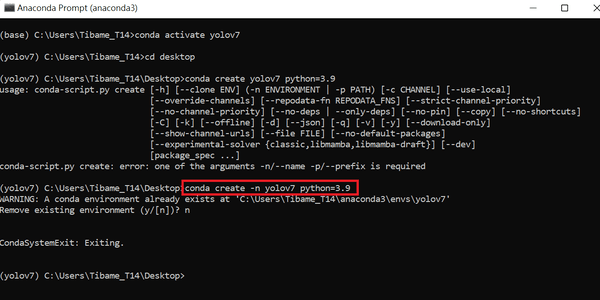 Anaconda Prompt (anaconda3)
(base) C:\Users\Tibame_T14>conda activate yolov7
(yolov7) C:\Users\Tibame_T14>cd desktop
(yolov7) C:\Users\Tibame_T14\Desktop>conda create yolov7 python=3.9
usage: conda-script.py create [-h] [--clone ENV] (-n ENVIRONMENT | -p PATH) [-c CHANNEL] [--use-local]
[--override-channels] [--repodata-fn REPODATA_FNS] [--strict-channel-priority]
[--no-channel-priority] [--no-deps | --only-deps] [--no-pin] [--copy] [--no-shortcuts]
[-C] [-k] [--offline] [-d] [--json] [-q] [-v] [-y] [--download-only]
[--show-channel-urls] [--file FILE] [--no-default-packages]
[--experimental-solver {classic,libmamba,libmamba-draft}] [--dev]
[package_spec ...]
conda-script.py create: error: one of the arguments -n/--name -p/--prefix is required
(yolov7) C:\Users\Tibame_T14\Desktop>conda create -n yolov7 python=3.9
WARNING: A conda environment already exists at 'C:\Users\Tibame_T14\anaconda3\envs\yolov7'
Remove existing environment (y/[n])? n
CondaSystemExit: Exiting.
(yolov7) C:\Users\Tibame_T14\Desktop>